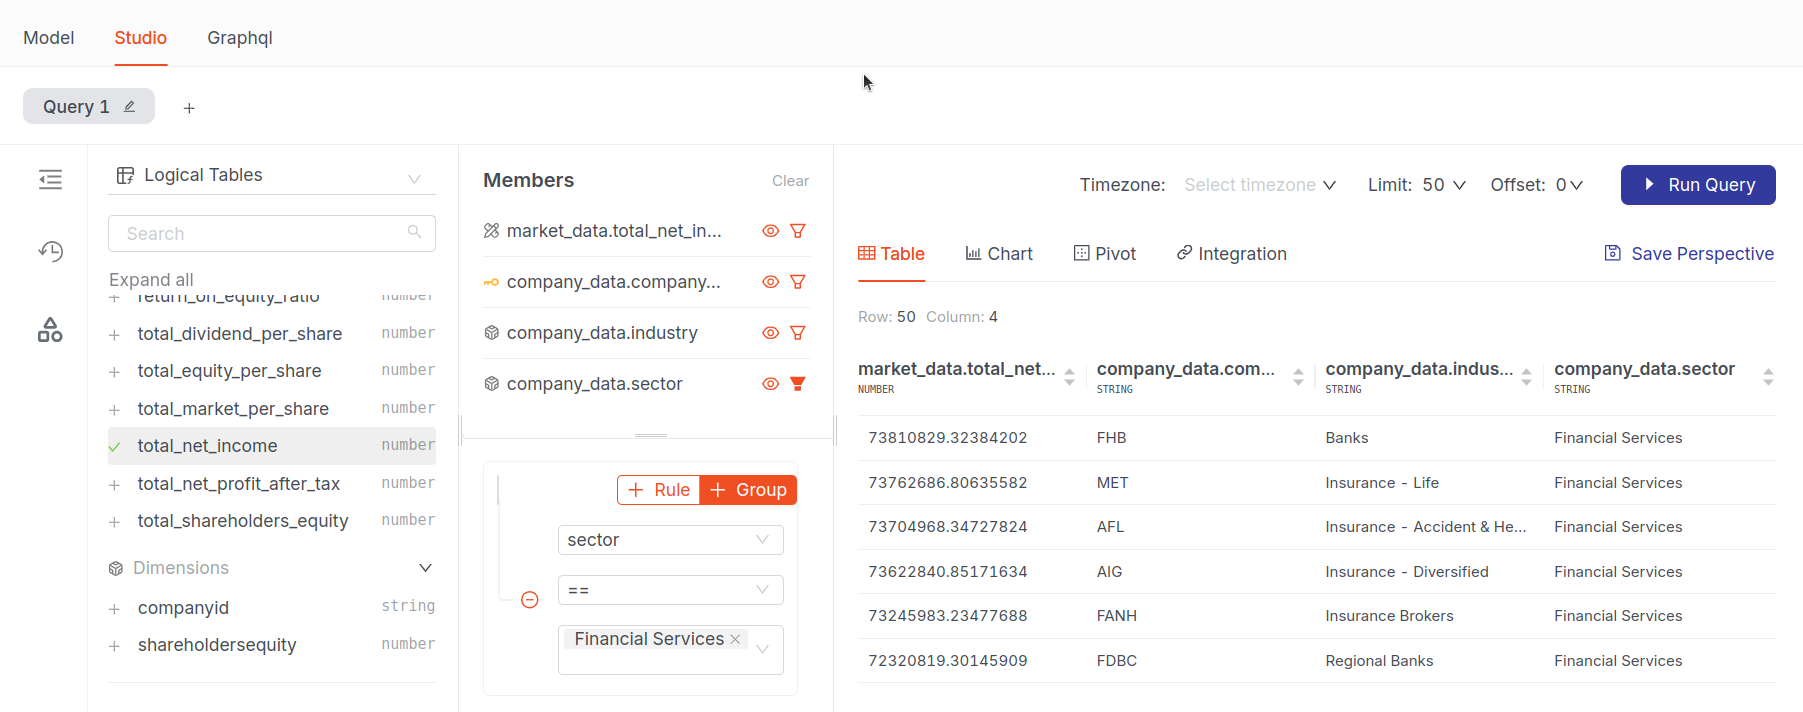 Model Studio Graphql
Query 1
Logical Tables
Search
Expand all
return_on_equity_ratio number
total_dividend_per_share number
total_equity_per_share number
total_market_per_share number
total_net_income number
total_net_profit_after_tax number
total_shareholders_equity number
Dimensions
companyid string
shareholdersequity number
Members Clear
market_data.total_net_in...
company_data.company...
company_data.industry
company_data.sector
+ Rule + Group
sector
==
Financial Services
Timezone: Select timezone Limit: 50 Offset: 0 Run Query
Table Chart Pivot Integration Save Perspective
Row: 50 Column: 4
market_data.total_net... company_data.com... company_data.indus... company_data.sector
NUMBER STRING STRING STRING
73810829.32384202 FHB Banks Financial Services
73762686.80635582 MET Insurance - Life Financial Services
73704968.34727824 AFL Insurance - Accident & He... Financial Services
73622840.85171634 AIG Insurance - Diversified Financial Services
73245983.23477688 FANH Insurance Brokers Financial Services
72320819.30145909 FDBC Regional Banks Financial Services